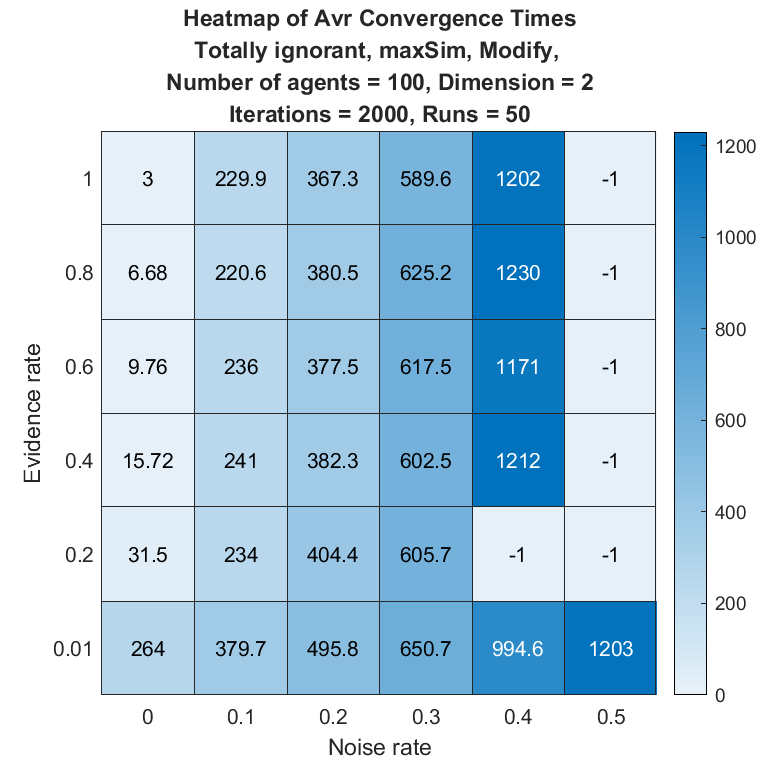 Heatmap of Avr Convergence Times
Totally ignorant, maxSim, Modify,
Number of agents = 100, Dimension = 2
Iterations = 2000, Runs = 50
Evidence rate
1 3 229.9 367.3 589.6 1202 -1
0.8 6.68 220.6 380.5 625.2 1230 -1
0.6 9.76 236 377.5 617.5 1171 -1
0.4 15.72 241 382.3 602.5 1212 -1
0.2 31.5 234 404.4 605.7 -1 -1
0.01 264 379.7 495.8 650.7 994.6 1203
0 0.1 0.2 0.3 0.4 0.5
Noise rate
1200
1000
800
600
400
200
0